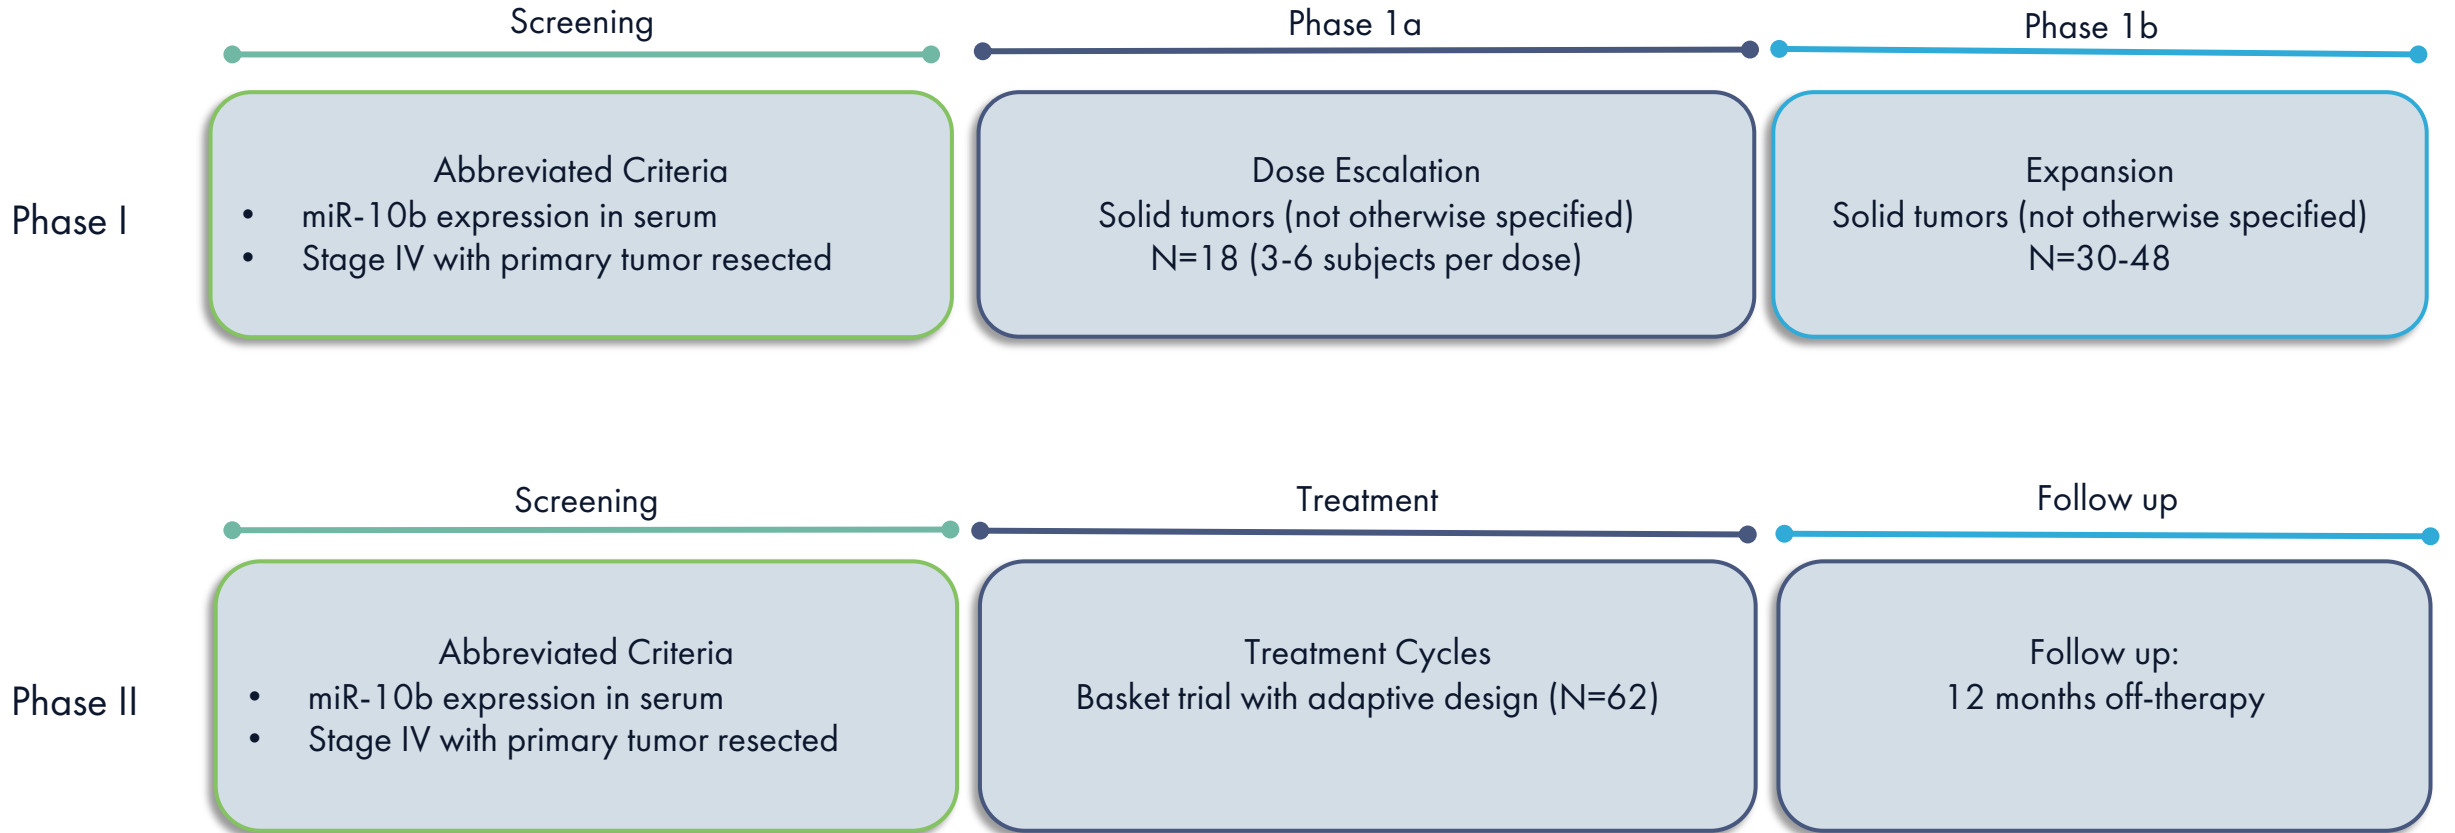 Screening
Phase 1a
Phase 1b
Phase I
Abbreviated Criteria
• miR-10b expression in serum
• Stage IV with primary tumor resected
Dose Escalation
Solid tumors (not otherwise specified)
N=18 (3-6 subjects per dose)
Expansion
Solid tumors (not otherwise specified)
N=30-48
Screening
Treatment
Follow up
Phase II
Abbreviated Criteria
• miR-10b expression in serum
• Stage IV with primary tumor resected
Treatment Cycles
Basket trial with adaptive design (N=62)
Follow up:
12 months off-therapy